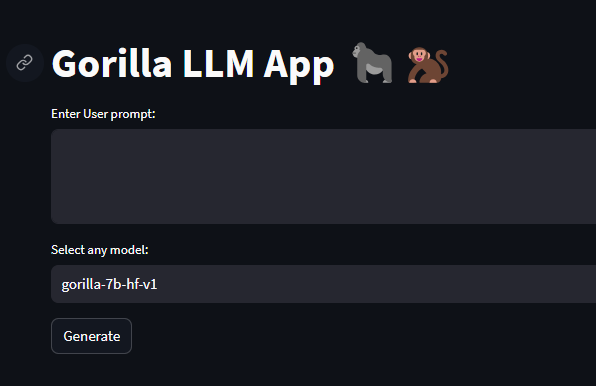 Gorilla LLM App 🦍 🐒
Enter User prompt:
Select any model:
gorilla-7b-hf-v1
Generate